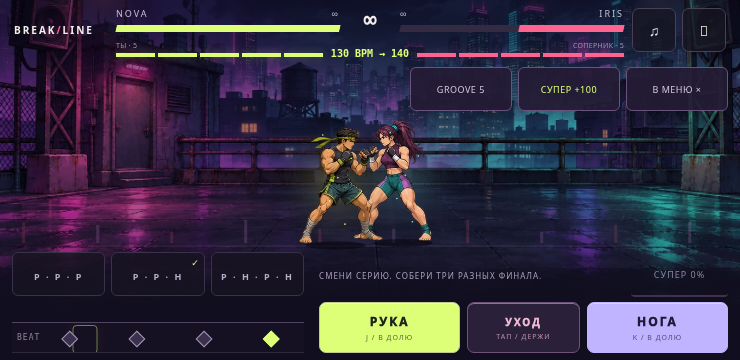 BREAK/LINE
NOVA ∞
∞
∞ IRIS
♫
ТЫ · 5
130 BPM → 140
СОПЕРНИК · 5
GROOVE 5
СУПЕР +100
В МЕНЮ ×
Р · Р · Р
Р · Р · Н ✓
Р · Н · Р · Н
СМЕНИ СЕРИЮ. СОБЕРИ ТРИ РАЗНЫХ ФИНАЛА.
СУПЕР 0%
BEAT
РУКА
J / В ДОЛЮ
УХОД
ТАП / ДЕРЖИ
НОГА
K / В ДОЛЮ